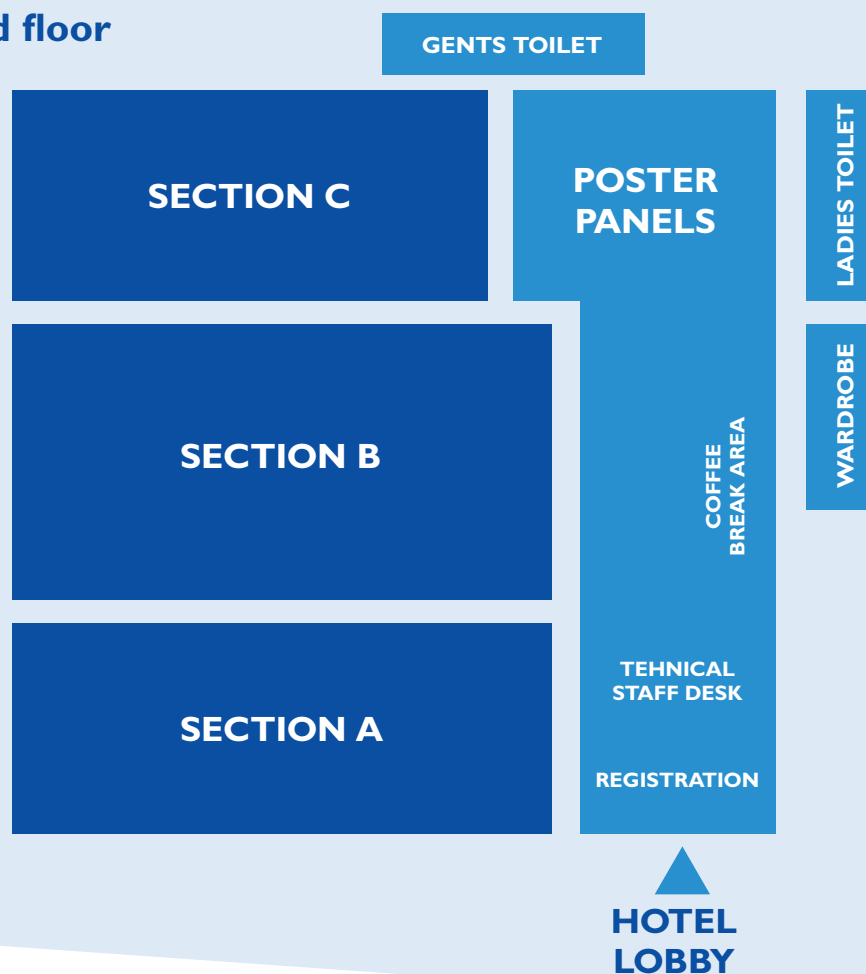 d floor
GENTS TOILET
SECTION C
POSTER
PANELS
LADIES TOILET
SECTION B
COFFEE
BREAK AREA
WARDROBE
SECTION A
TEHNICAL
STAFF DESK
REGISTRATION
HOTEL
LOBBY